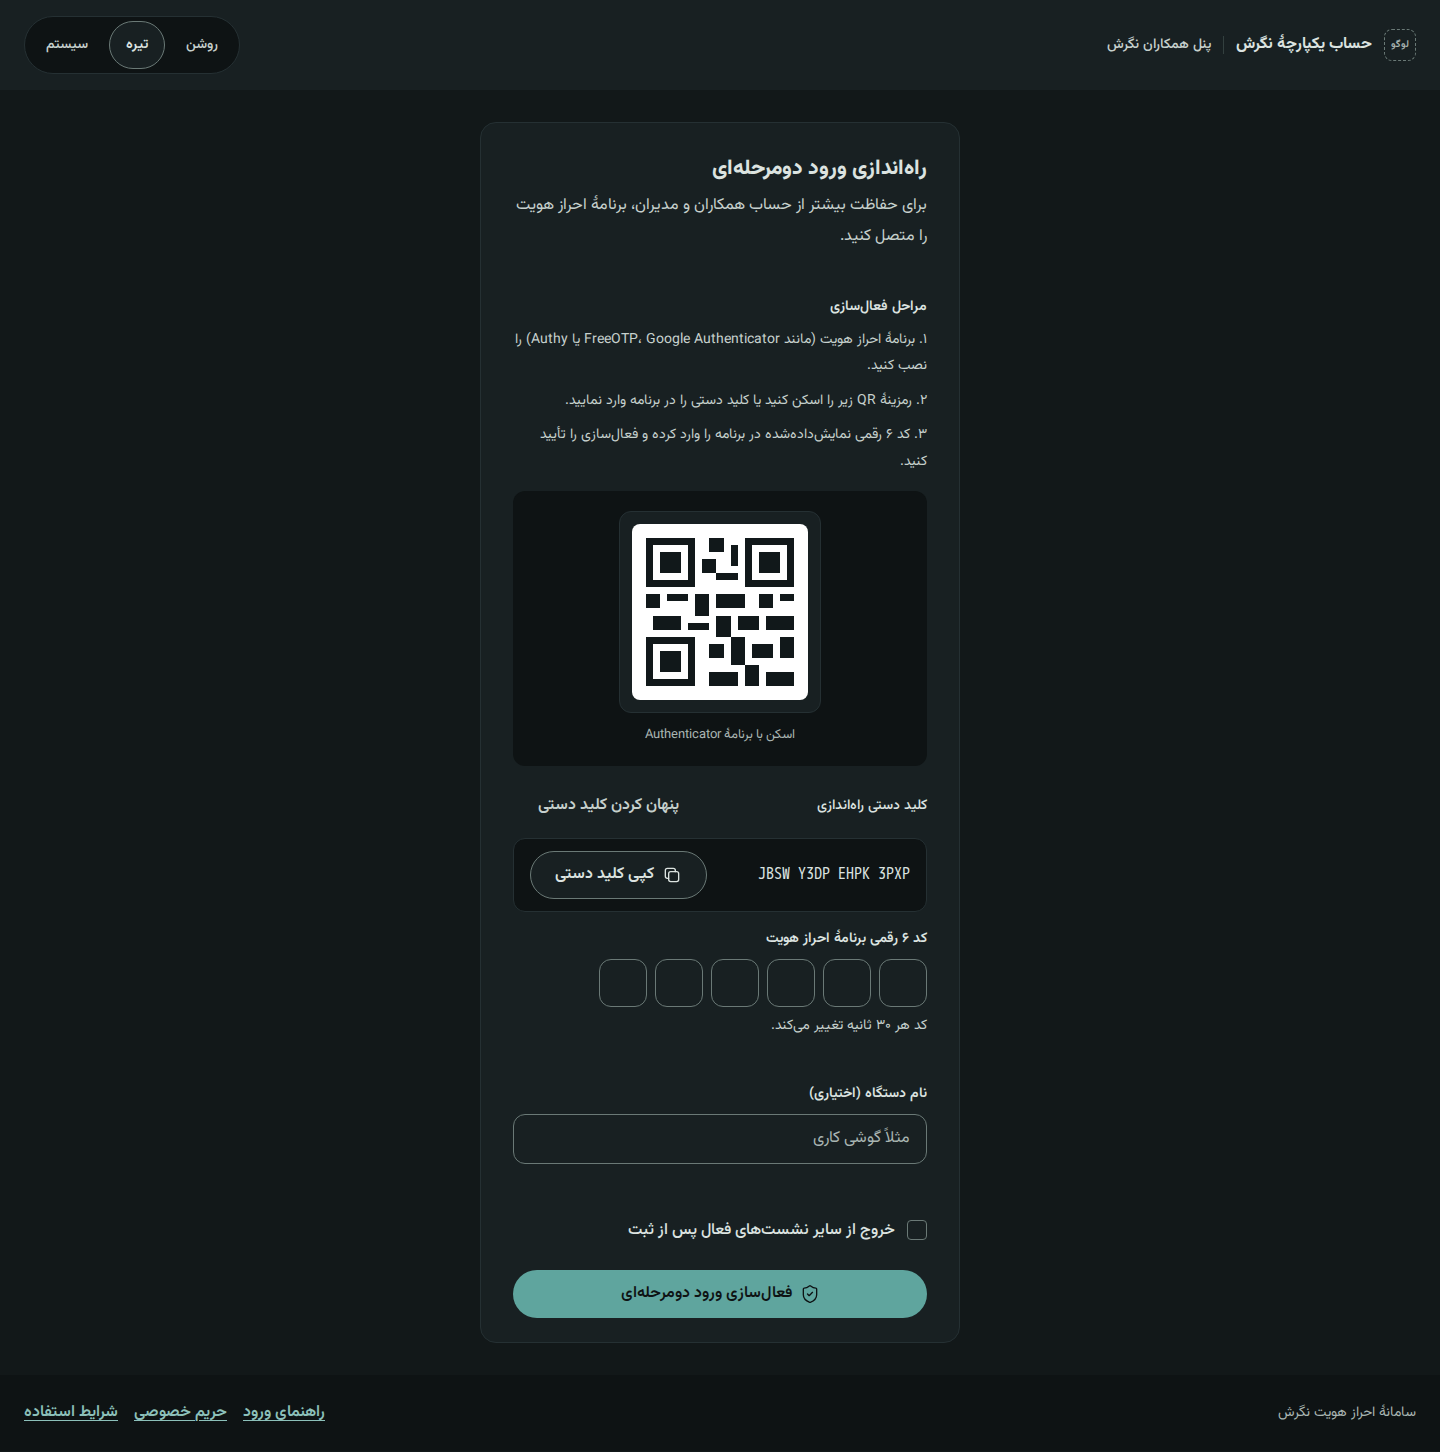 لوگو
حساب یکپارچهٔ نگرش
پنل همکاران نگرش
روشن
تیره
سیستم
راه‌اندازی ورود دومرحله‌ای
برای حفاظت بیشتر از حساب همکاران و مدیران، برنامهٔ احراز هویت
را متصل کنید.
مراحل فعال‌سازی
۱. برنامهٔ احراز هویت (مانند FreeOTP، Google Authenticator یا Authy) را
نصب کنید.
۲. رمزینهٔ QR زیر را اسکن کنید یا کلید دستی را در برنامه وارد نمایید.
۳. کد ۶ رقمی نمایش‌داده‌شده در برنامه را وارد کرده و فعال‌سازی را تأیید
کنید.
اسکن با برنامهٔ Authenticator
کلید دستی راه‌اندازی
پنهان کردن کلید دستی
JBSW Y3DP EHPK 3PXP
کپی کلید دستی
کد ۶ رقمی برنامهٔ احراز هویت
کد هر ۳۰ ثانیه تغییر می‌کند.
نام دستگاه (اختیاری)
مثلاً گوشی کاری
خروج از سایر نشست‌های فعال پس از ثبت
فعال‌سازی ورود دومرحله‌ای
سامانهٔ احراز هویت نگرش
راهنمای ورود
حریم خصوصی
شرایط استفاده